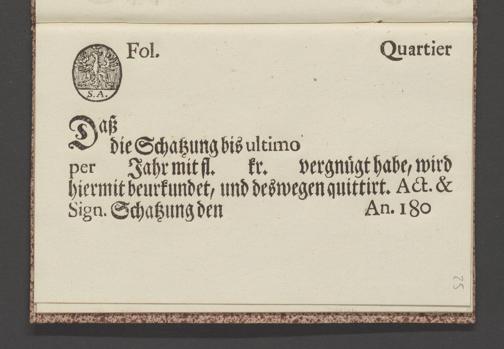 Fol. Quartier
S. A.
Daß
die Schatzung bis ultimo
per Jahr mit fl. kr. vergnügt habe, wird
hiermit beurkundet, und deswegen quittirt. Act. &
Sign. Schatzung den An. 180
52